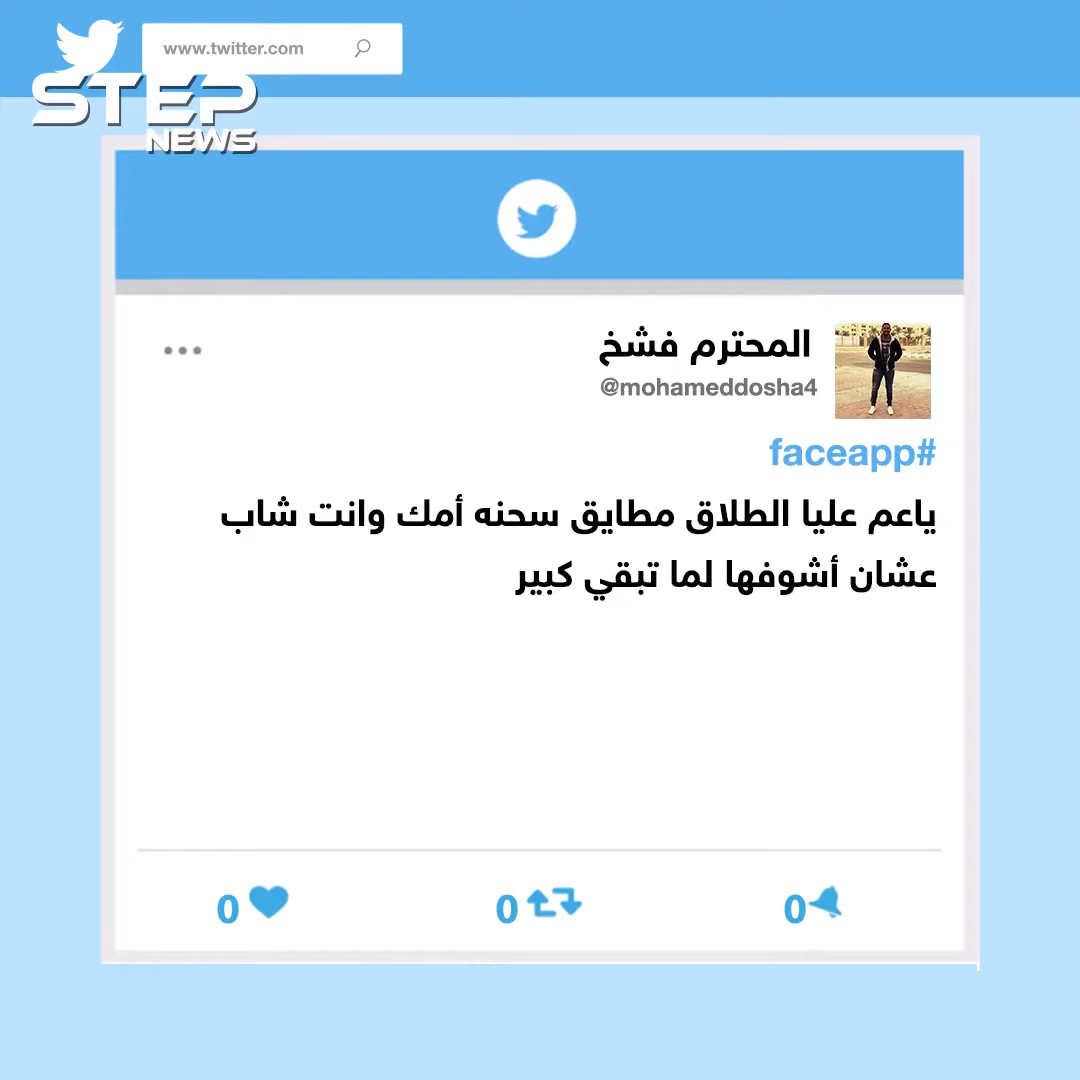 www.twitter.com
STEP
NEWS
المحترم فشخ
@mohameddosha4
#faceapp
ياعم عليا الطلاق مطايق سحنه أمك وانت شاب
عشان أشوفها لما تبقي كبير
0
0
0